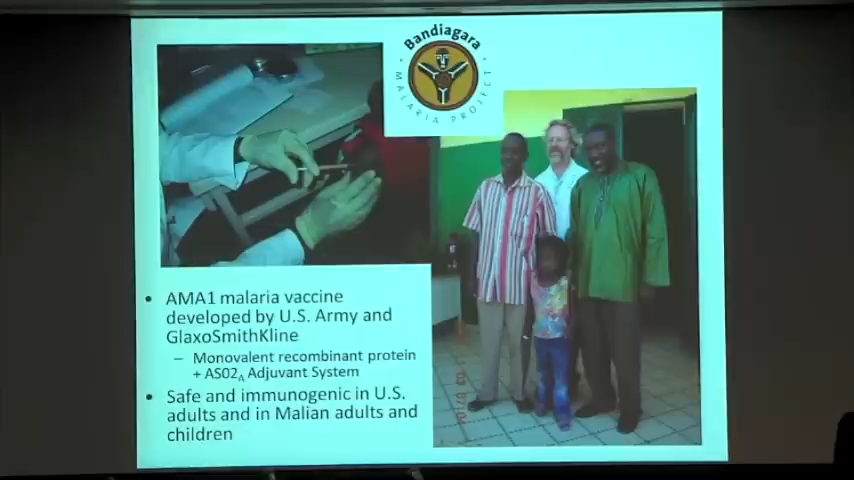 Bandiagara
MALARIA PROJECT
• AMA1 malaria vaccine
developed by U.S. Army and
GlaxoSmithKline
– Monovalent recombinant protein
+ AS02A Adjuvant System
• Safe and immunogenic in U.S.
adults and in Malian adults and
children